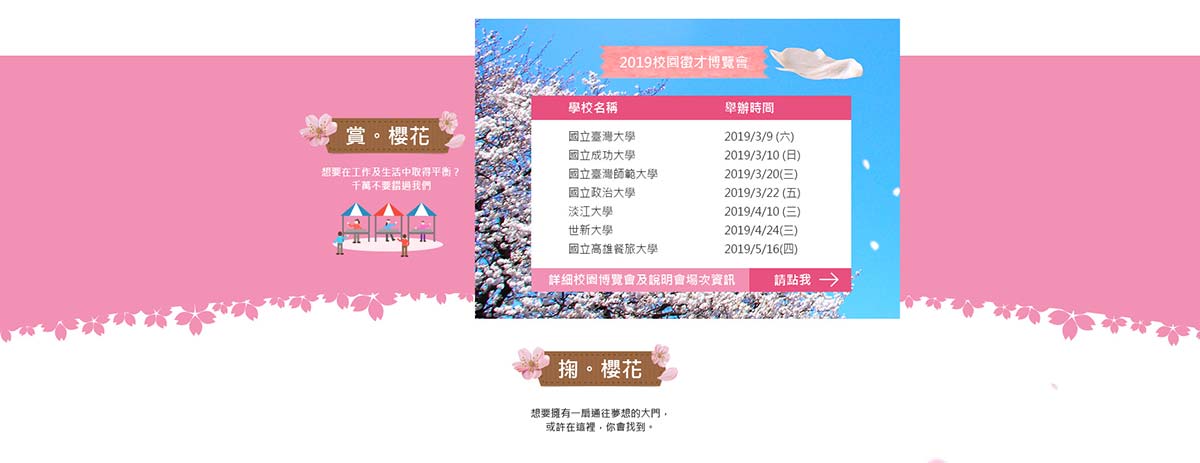 賞。櫻花
想要在工作及生活中取得平衡？
千萬不要錯過我們
2019校園徵才博覽會
學校名稱 舉辦時間
國立臺灣大學 2019/3/9 (六)
國立成功大學 2019/3/10 (日)
國立臺灣師範大學 2019/3/20(三)
國立政治大學 2019/3/22 (五)
淡江大學 2019/4/10 (三)
世新大學 2019/4/24(三)
國立高雄餐旅大學 2019/5/16(四)
詳細校園博覽會及說明會場次資訊 請點我
掬。櫻花
想要擁有一扇通往夢想的大門，
或許在這裡，你會找到。